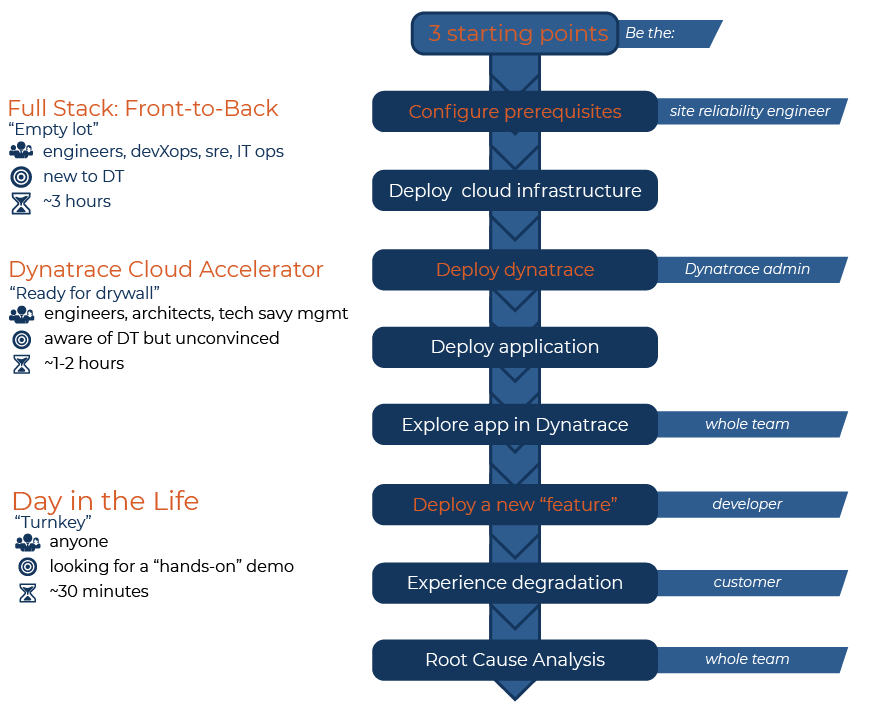 3 starting points
Be the:
Full Stack: Front-to-Back
“Empty lot”
engineers, devXops, sre, IT ops
new to DT
~3 hours
Configure prerequisites
site reliability engineer
Deploy  cloud infrastructure
Dynatrace Cloud Accelerator
“Ready for drywall”
engineers, architects, tech savy mgmt
aware of DT but unconvinced
~1-2 hours
Deploy dynatrace
Dynatrace admin
Deploy application
Explore app in Dynatrace
whole team
Day in the Life
“Turnkey”
anyone
looking for a “hands-on” demo
~30 minutes
Deploy a new “feature”
developer
Experience degradation
customer
Root Cause Analysis
whole team